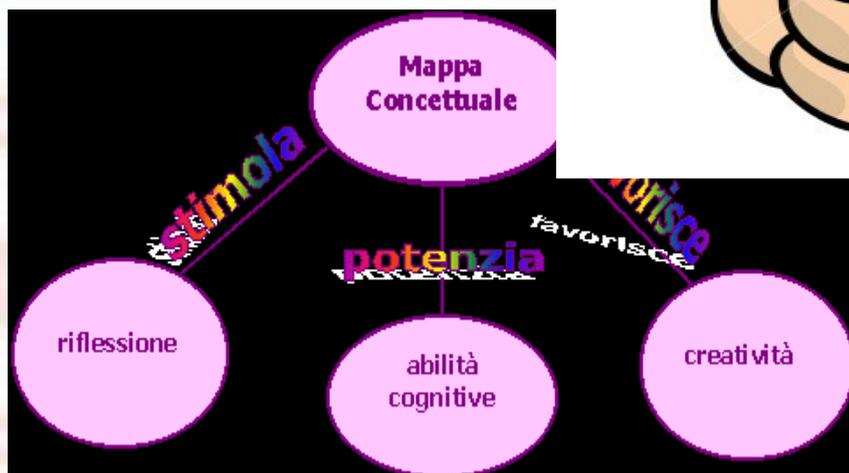 Mappa
Concettuale
stimola
potenzia
favorisce
riflessione
abilità
cognitive
creatività